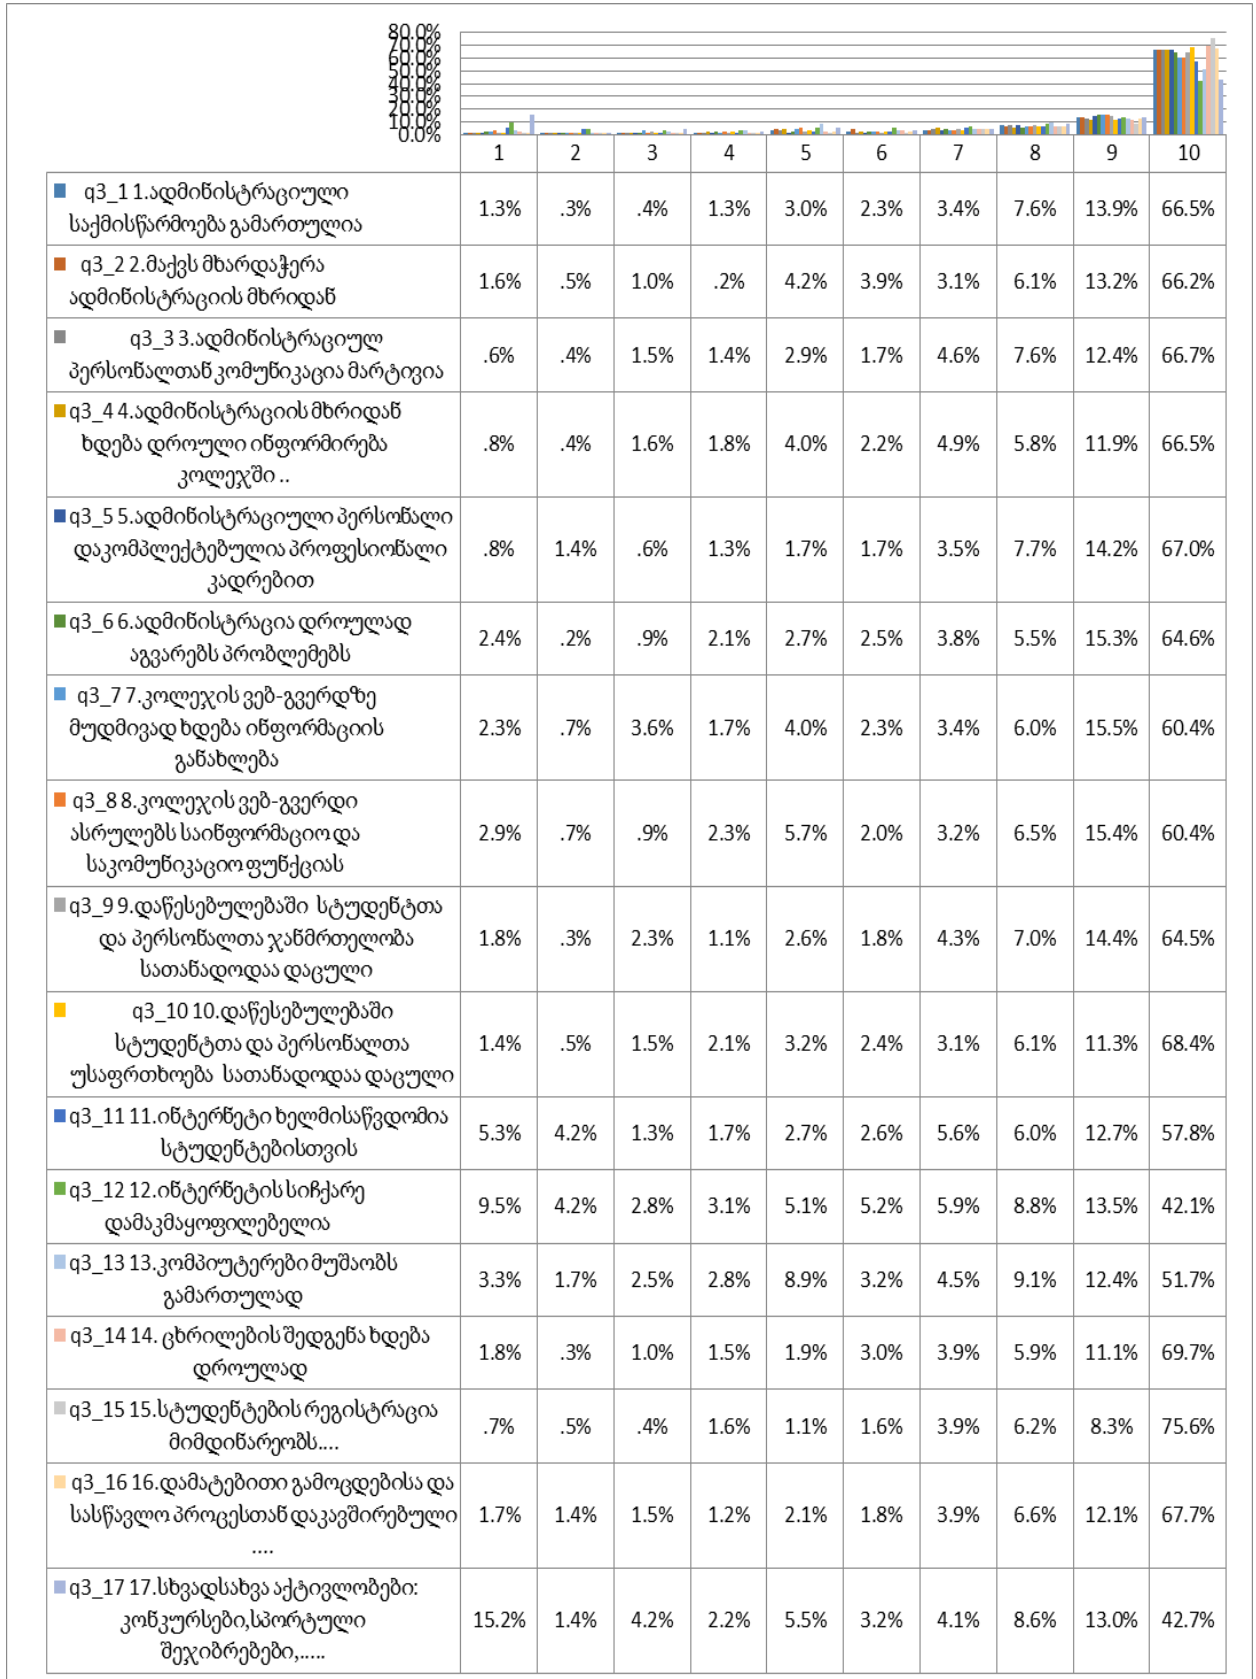 80.0%
70.0%
60.0%
50.0%
40.0%
30.0%
20.0%
10.0%
0.0%
1 2 3 4 5 6 7 8 9 10
q3_1 1.ადმინისტრაციული
საქმისწარმოება გამართულია
1.3% .3% .4% 1.3% 3.0% 2.3% 3.4% 7.6% 13.9% 66.5%
q3_2 2.მაქვს მხარდაჭერა
ადმინისტრაციის მხრიდან
1.6% .5% 1.0% .2% 4.2% 3.9% 3.1% 6.1% 13.2% 66.2%
q3_3 3.ადმინისტრაციულ
პერსონალთან კომუნიკაცია მარტივია
.6% .4% 1.5% 1.4% 2.9% 1.7% 4.6% 7.6% 12.4% 66.7%
q3_4 4.ადმინისტრაციის მხრიდან
ხდება დროული ინფორმირება
კოლეჯში ..
.8% .4% 1.6% 1.8% 4.0% 2.2% 4.9% 5.8% 11.9% 66.5%
q3_5 5.ადმინისტრაციული პერსონალი
დაკომპლექტებულია პროფესიონალი
კადრებით
.8% 1.4% .6% 1.3% 1.7% 1.7% 3.5% 7.7% 14.2% 67.0%
q3_6 6.ადმინისტრაცია დროულად
აგვარებს პრობლემებს
2.4% .2% .9% 2.1% 2.7% 2.5% 3.8% 5.5% 15.3% 64.6%
q3_7 7.კოლეჯის ვებ-გვერდზე
მუდმივად ხდება ინფორმაციის
განახლება
2.3% .7% 3.6% 1.7% 4.0% 2.3% 3.4% 6.0% 15.5% 60.4%
q3_8 8.კოლეჯის ვებ-გვერდი
ასრულებს საინფორმაციო და
საკომუნიკაციო ფუნქციას
2.9% .7% .9% 2.3% 5.7% 2.0% 3.2% 6.5% 15.4% 60.4%
q3_9 9.დაწესებულებაში სტუდენტთა
და პერსონალთა ჯანმრთელობა
სათანადოდაა დაცული
1.8% .3% 2.3% 1.1% 2.6% 1.8% 4.3% 7.0% 14.4% 64.5%
q3_10 10.დაწესებულებაში
სტუდენტთა და პერსონალთა
უსაფრთხოება სათანადოდაა დაცული
1.4% .5% 1.5% 2.1% 3.2% 2.4% 3.1% 6.1% 11.3% 68.4%
q3_11 11.ინტერნეტი ხელმისაწვდომია
სტუდენტებისთვის
5.3% 4.2% 1.3% 1.7% 2.7% 2.6% 5.6% 6.0% 12.7% 57.8%
q3_12 12.ინტერნეტის სიჩქარე
დამაკმაყოფილებელია
9.5% 4.2% 2.8% 3.1% 5.1% 5.2% 5.9% 8.8% 13.5% 42.1%
q3_13 13.კომპიუტერები მუშაობს
გამართულად
3.3% 1.7% 2.5% 2.8% 8.9% 3.2% 4.5% 9.1% 12.4% 51.7%
q3_14 14. ცხრილების შედგენა ხდება
დროულად
1.8% .3% 1.0% 1.5% 1.9% 3.0% 3.9% 5.9% 11.1% 69.7%
q3_15 15.სტუდენტების რეგისტრაცია
მიმდინარეობს....
.7% .5% .4% 1.6% 1.1% 1.6% 3.9% 6.2% 8.3% 75.6%
q3_16 16.დამატებითი გამოცდებისა და
სასწავლო პროცესთან დაკავშირებული
....
1.7% 1.4% 1.5% 1.2% 2.1% 1.8% 3.9% 6.6% 12.1% 67.7%
q3_17 17.სხვადსახვა აქტივლობები:
კონკურსები,სპორტული
შეჯიბრებები,.....
15.2% 1.4% 4.2% 2.2% 5.5% 3.2% 4.1% 8.6% 13.0% 42.7%